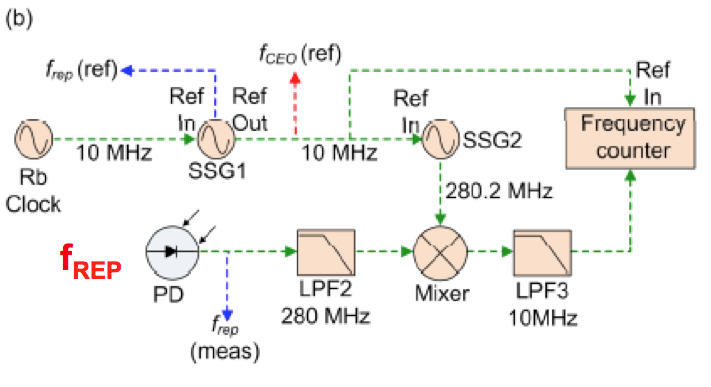 (b)
f_CEO (ref)
f_rep (ref)
Ref
In
Ref
Out
Ref
In
Ref
In
10 MHz
10 MHz
Rb
Clock
SSG1
SSG2
Frequency
counter
280.2 MHz
f_REP
PD
LPF2
280 MHz
Mixer
LPF3
10MHz
f_rep
(meas)